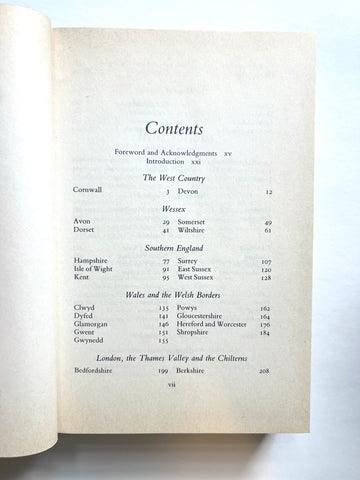 Contents
Foreword and Acknowledgments xv
Introduction xxi
The West Country
Cornwall 3 Devon 12
Wessex
Avon 29 Somerset 49
Dorset 41 Wiltshire 61
Southern England
Hampshire 77 Surrey 107
Isle of Wight 91 East Sussex 120
Kent 95 West Sussex 128
Wales and the Welsh Borders
Clwyd 135 Powys 162
Dyfed 141 Gloucestershire 164
Glamorgan 146 Hereford and Worcester 176
Gwent 151 Shropshire 184
Gwynedd 155
London, the Thames Valley and the Chilterns
Bedfordshire 199 Berkshire 208
vii